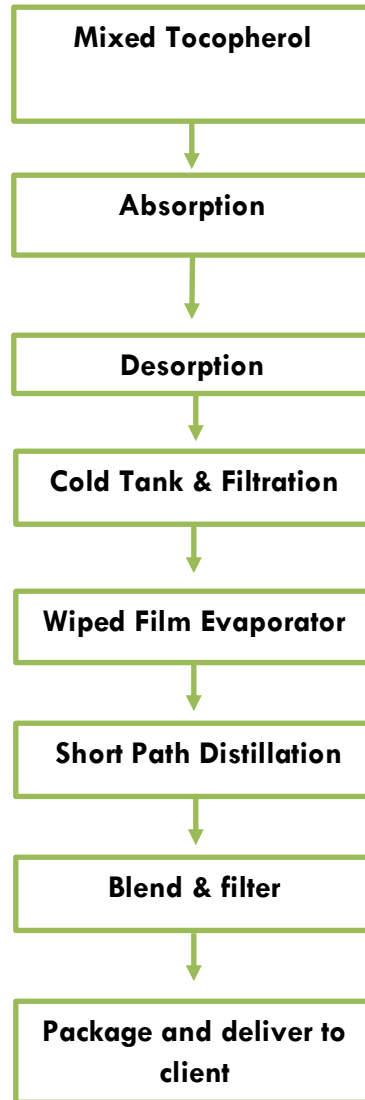 Mixed Tocopherol
Absorption
Desorption
Cold Tank & Filtration
Wiped Film Evaporator
Short Path Distillation
Blend & filter
Package and deliver to
client